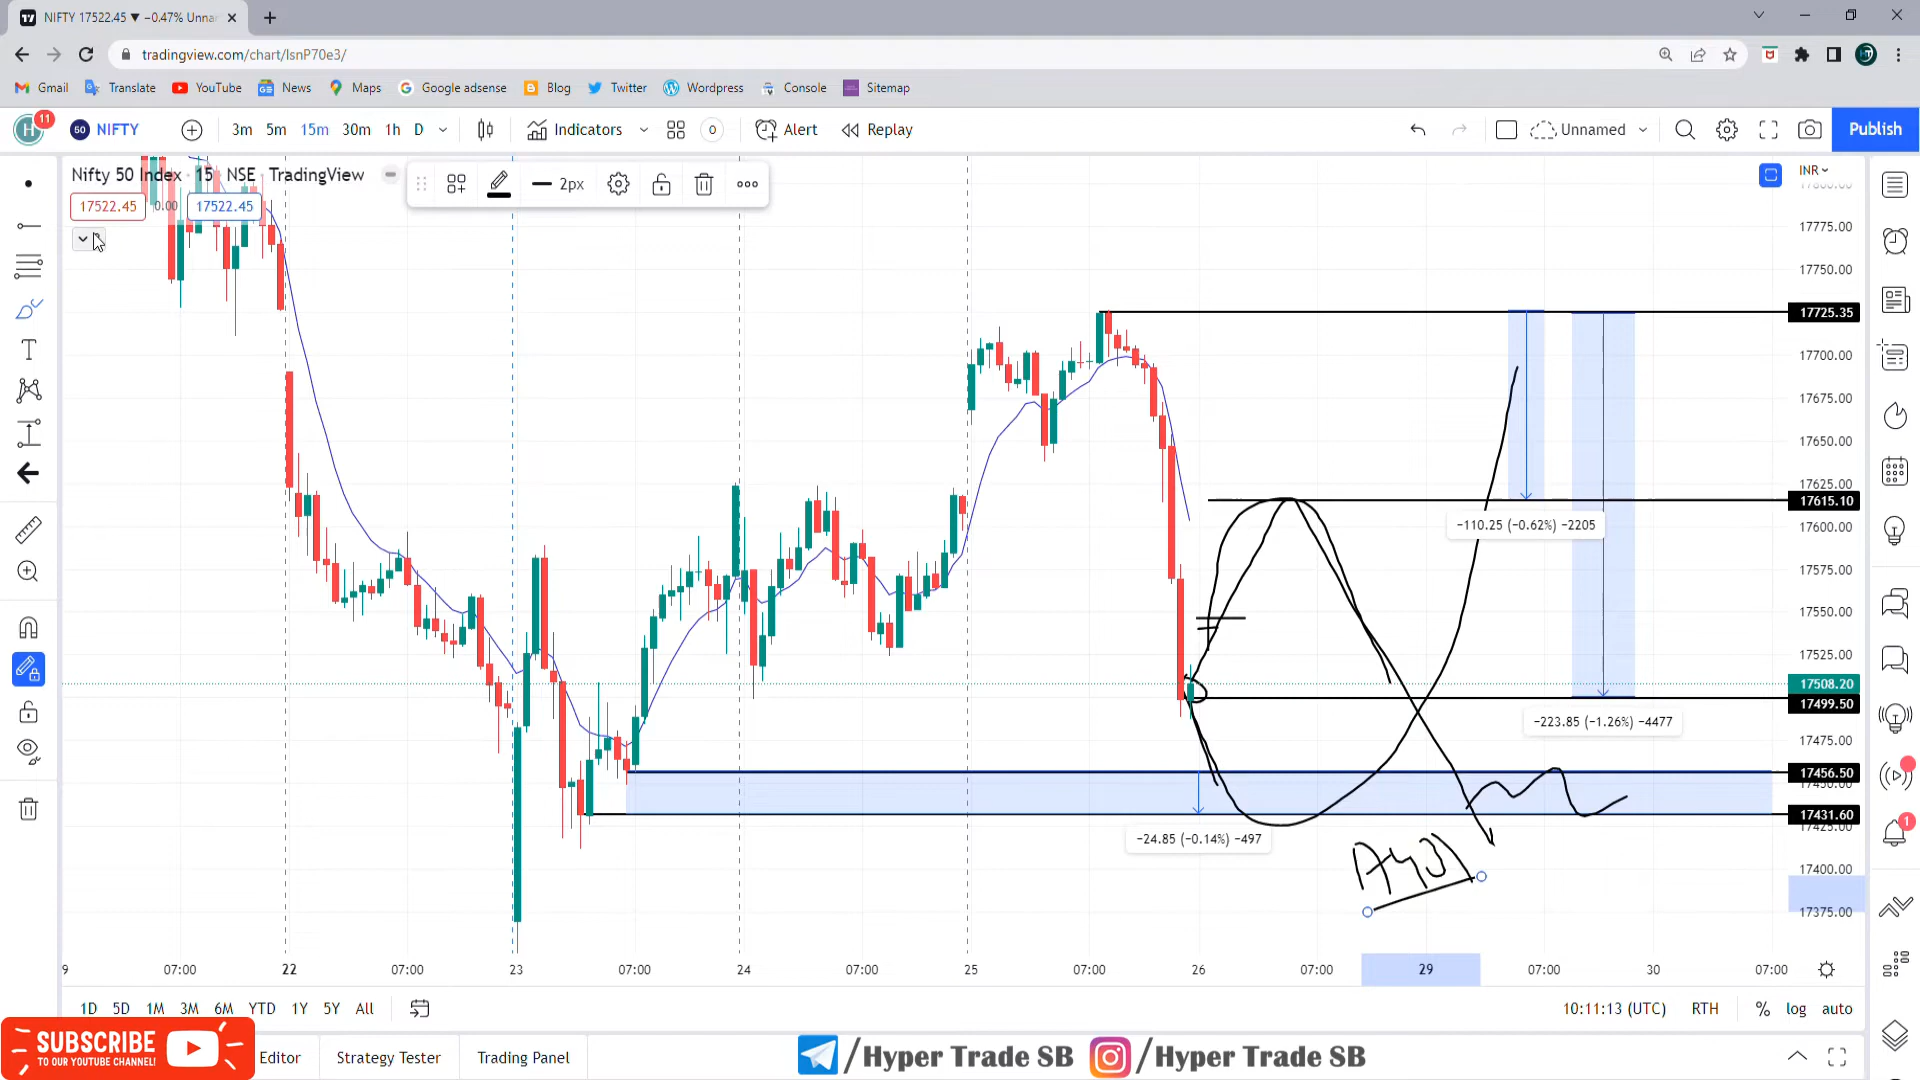 NIFTY 17522.45 ▼ −0.47% Unna
tradingview.com/chart/lsnP70e3/
Gmail Translate YouTube News Maps Google adsense Blog Twitter Wordpress Console Sitemap
H 11 50 NIFTY 3m 5m 15m 30m 1h D Indicators 0 Alert Replay Unnamed Publish
Nifty 50 Index · 15 · NSE · TradingView
2px
INR
17522.45 0.00 17522.45
17800.00
17775.00
17750.00
17725.35
17700.00
17675.00
17650.00
17625.00
17615.10
−110.25 (−0.62%) −2205
17600.00
17575.00
17550.00
17525.00
17508.20
17499.50
−223.85 (−1.26%) −4477
17475.00
17456.50
17450.00
17431.60
17425.00
−24.85 (−0.14%) −497
17400.00
17375.00
9 07:00 22 07:00 23 07:00 24 07:00 25 07:00 26 07:00 29 07:00 30 07:00
1D 5D 1M 3M 6M YTD 1Y 5Y All
10:11:13 (UTC) RTH % log auto
SUBSCRIBE
TO OUR YOUTUBE CHANNEL!
Editor Strategy Tester Trading Panel
/Hyper Trade SB /Hyper Trade SB